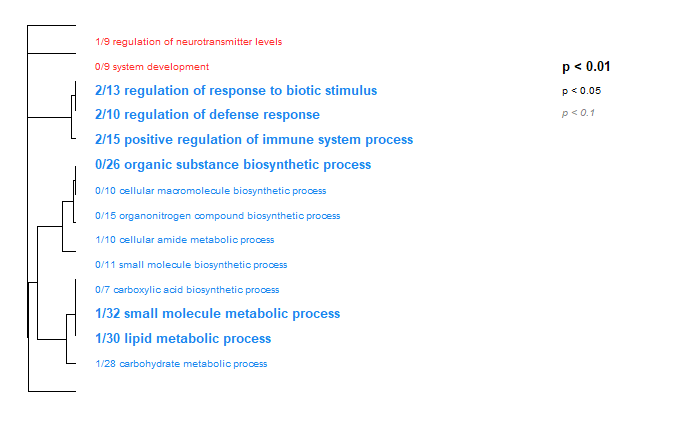 1/9 regulation of neurotransmitter levels
0/9 system development
p < 0.01
2/13 regulation of response to biotic stimulus
p < 0.05
2/10 regulation of defense response
p < 0.1
2/15 positive regulation of immune system process
0/26 organic substance biosynthetic process
0/10 cellular macromolecule biosynthetic process
0/15 organonitrogen compound biosynthetic process
1/10 cellular amide metabolic process
0/11 small molecule biosynthetic process
0/7 carboxylic acid biosynthetic process
1/32 small molecule metabolic process
1/30 lipid metabolic process
1/28 carbohydrate metabolic process